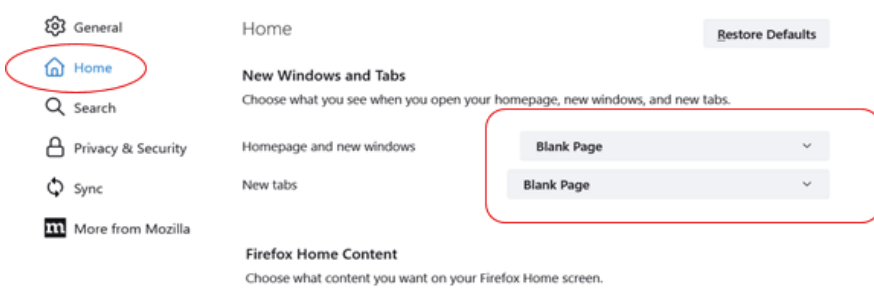 General
Home
Search
Privacy & Security
Sync
m More from Mozilla
Home
Restore Defaults
New Windows and Tabs
Choose what you see when you open your homepage, new windows, and new tabs.
Homepage and new windows Blank Page
New tabs Blank Page
Firefox Home Content
Choose what content you want on your Firefox Home screen.